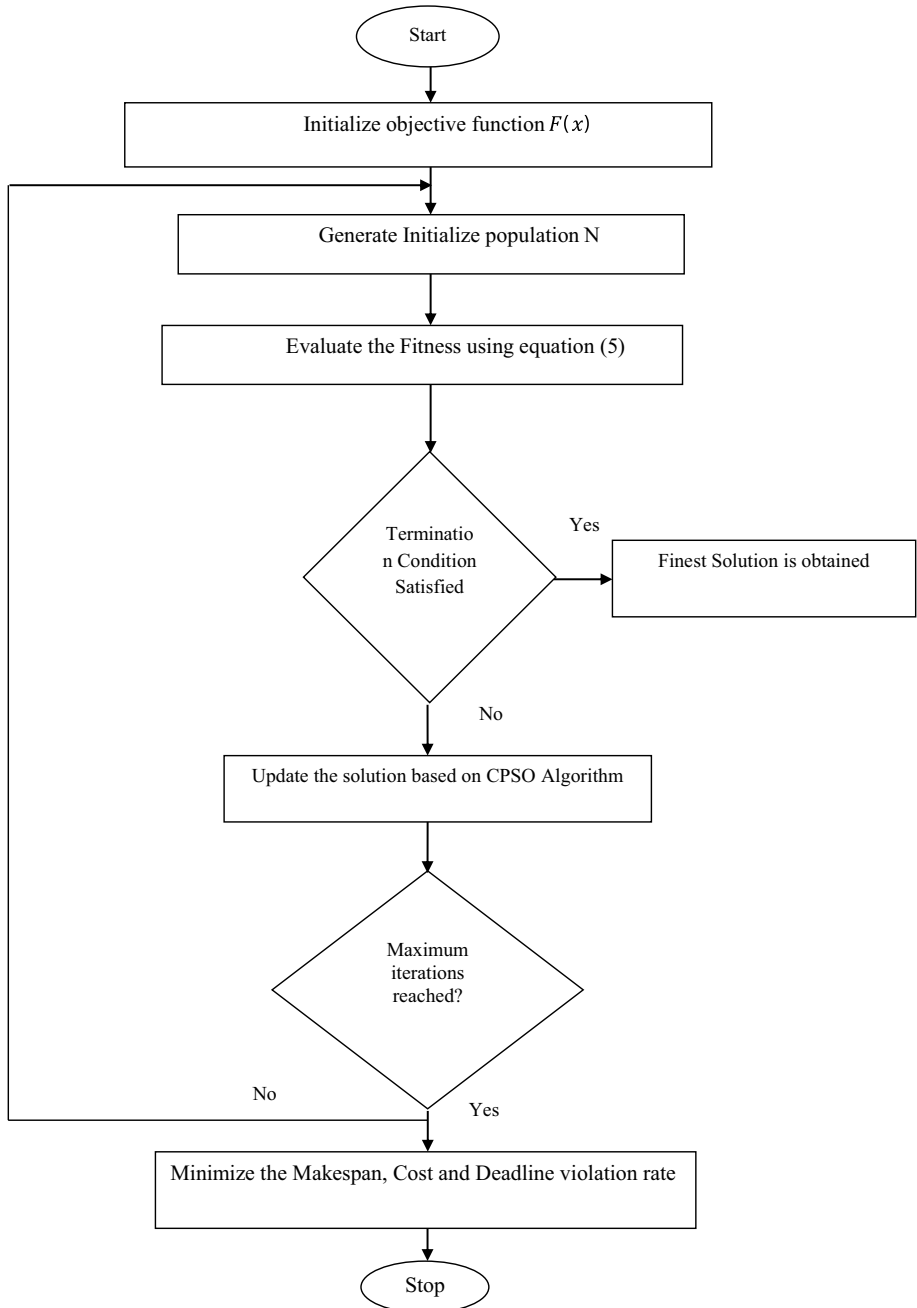 Start
Initialize objective function F(x)
Generate Initialize population N
Evaluate the Fitness using equation (5)
Terminatio
n Condition
Satisfied
Yes
Finest Solution is obtained
No
Update the solution based on CPSO Algorithm
Maximum
iterations
reached?
No
Yes
Minimize the Makespan, Cost and Deadline violation rate
Stop